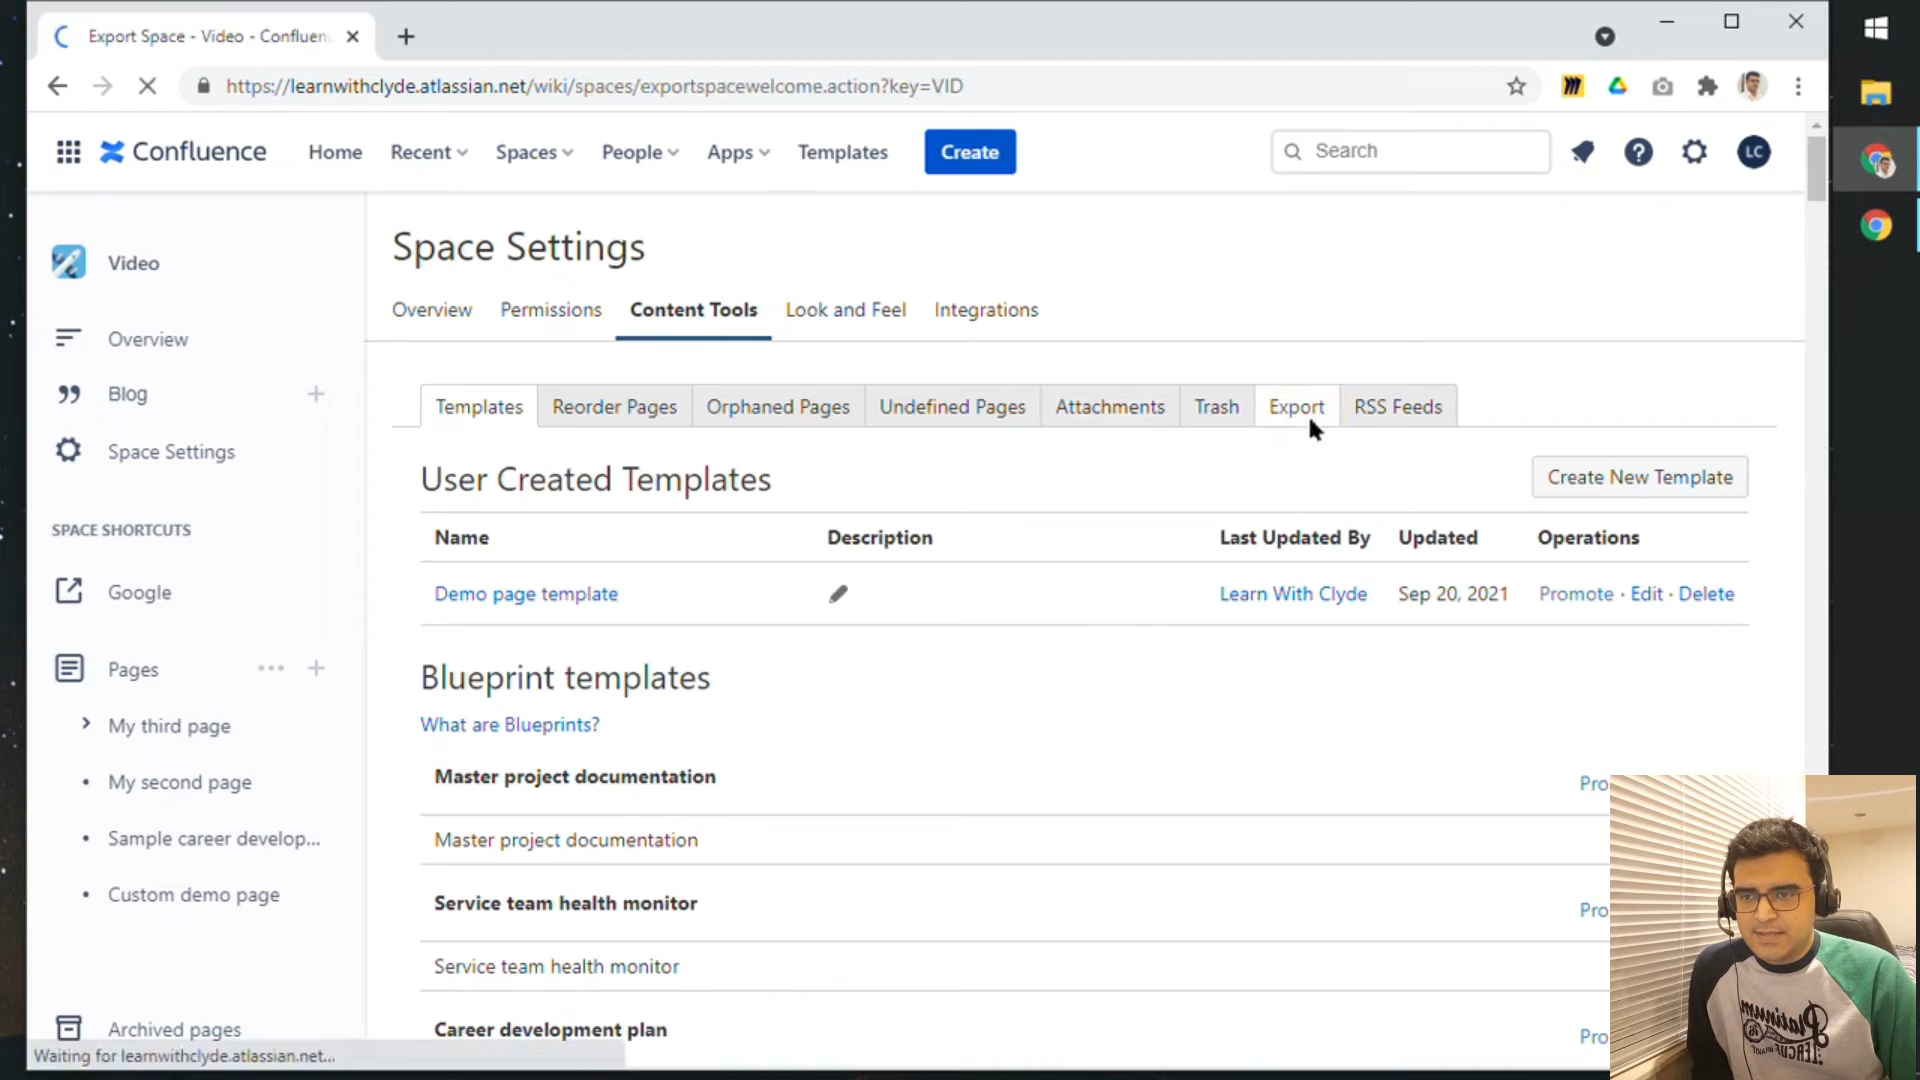 Export Space - Video - Confluen
https://learnwithclyde.atlassian.net/wiki/spaces/exportspacewelcome.action?key=VID
Confluence
Home
Recent
Spaces
People
Apps
Templates
Create
Search
LC
Video
Overview
Blog
Space Settings
SPACE SHORTCUTS
Google
Pages
My third page
My second page
Sample career develop...
Custom demo page
Archived pages
Waiting for learnwithclyde.atlassian.net...
Space Settings
Overview
Permissions
Content Tools
Look and Feel
Integrations
Templates
Reorder Pages
Orphaned Pages
Undefined Pages
Attachments
Trash
Export
RSS Feeds
User Created Templates
Create New Template
Name Description Last Updated By Updated Operations
Demo page template Learn With Clyde Sep 20, 2021 Promote · Edit · Delete
Blueprint templates
What are Blueprints?
Master project documentation
Pro
Master project documentation
Service team health monitor
Pro
Service team health monitor
Career development plan
Pro
Platinum